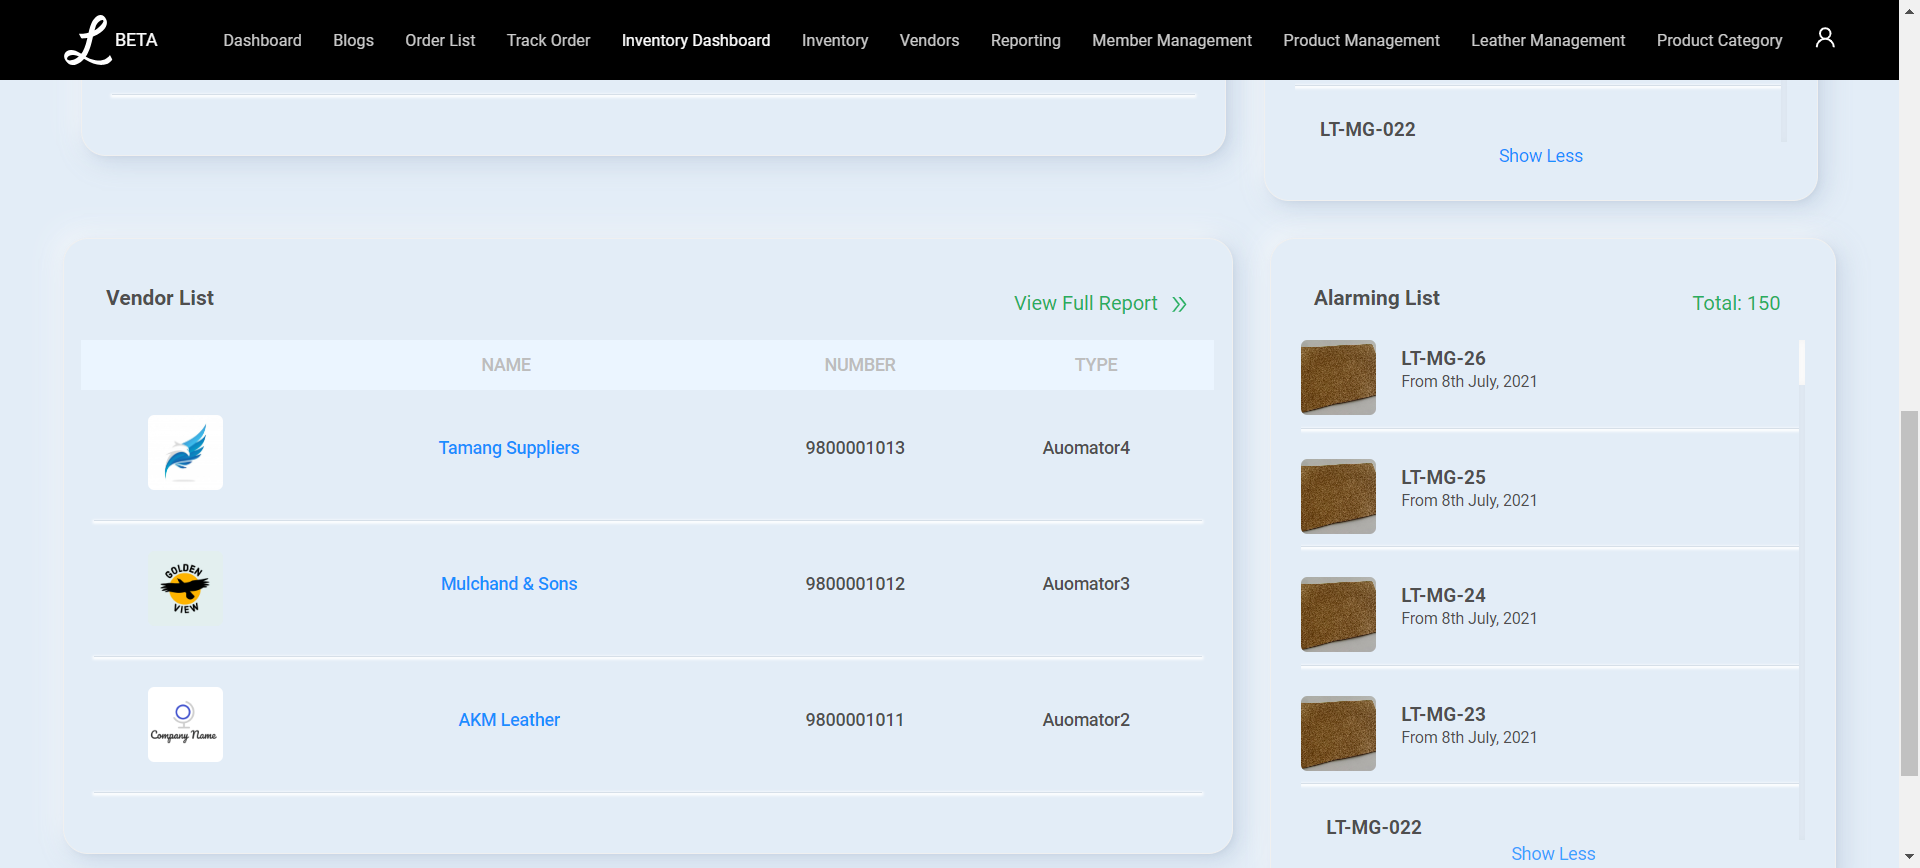 L BETA Dashboard Blogs Order List Track Order Inventory Dashboard Inventory Vendors Reporting Member Management Product Management Leather Management Product Category
LT-MG-022
Show Less
Vendor List
View Full Report »
NAME NUMBER TYPE
Tamang Suppliers 9800001013 Auomator4
GOLDEN
VIEW
Mulchand & Sons 9800001012 Auomator3
Company Name
AKM Leather 9800001011 Auomator2
Alarming List
Total: 150
LT-MG-26
From 8th July, 2021
LT-MG-25
From 8th July, 2021
LT-MG-24
From 8th July, 2021
LT-MG-23
From 8th July, 2021
LT-MG-022
Show Less